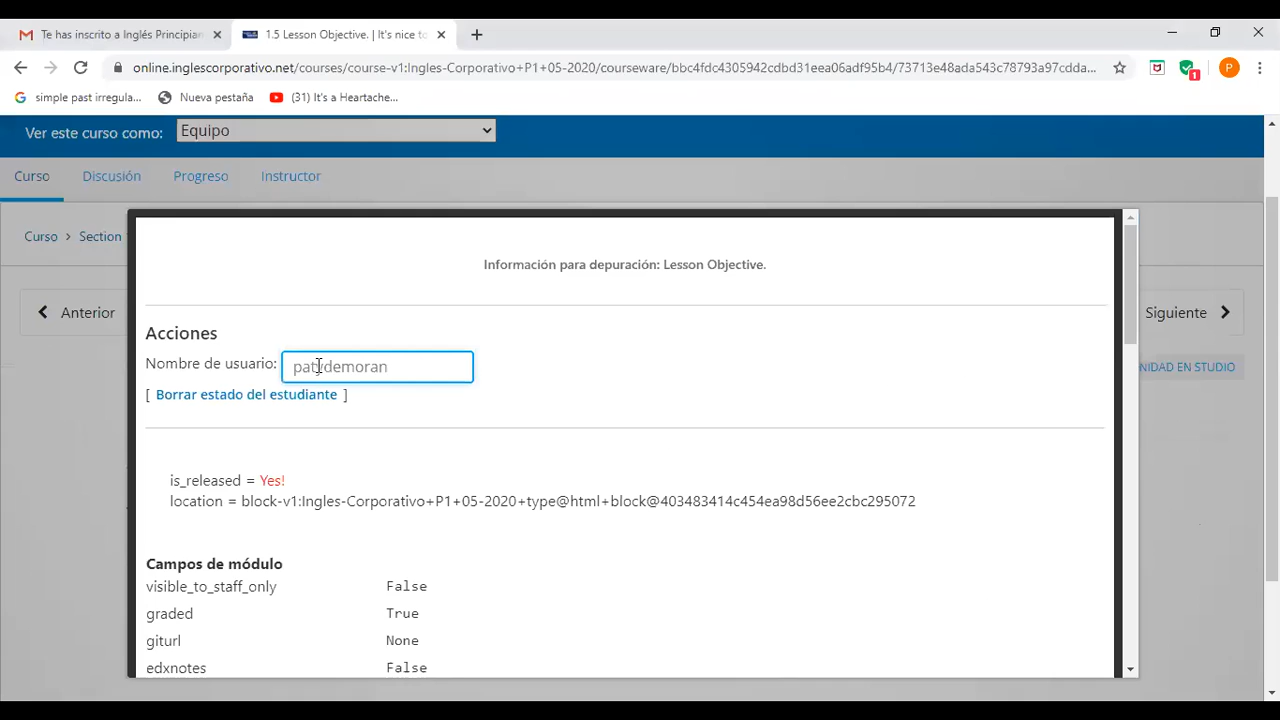 Te has inscrito a Inglés Principian
1.5 Lesson Objective. | It's nice to
online.inglescorporativo.net/courses/course-v1:Ingles-Corporativo+P1+05-2020/courseware/bbc4fdc4305942cdbd31eea06adf95b4/73713e48ada543c78793a97cdda...
1
P
simple past irregula...
Nueva pestaña
(31) It's a Heartache...
Ver este curso como:
Equipo
Curso
Discusión
Progreso
Instructor
Curso > Section
Anterior
Siguiente
NIDAD EN STUDIO
Información para depuración: Lesson Objective.
Acciones
Nombre de usuario: patydemoran
[ Borrar estado del estudiante ]
is_released = Yes!
location = block-v1:Ingles-Corporativo+P1+05-2020+type@html+block@403483414c454ea98d56ee2cbc295072
Campos de módulo
visible_to_staff_only False
graded True
giturl None
edxnotes False